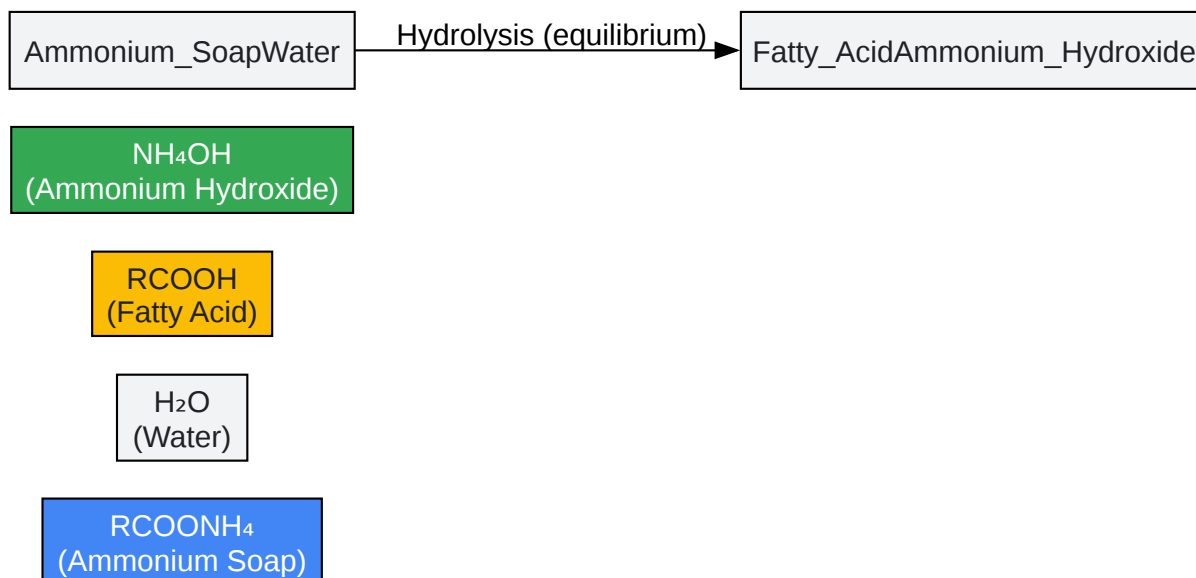 Ammonium_SoapWater
Hydrolysis (equilibrium)
Fatty_AcidAmmonium_Hydroxide
NH₄OH
(Ammonium Hydroxide)
RCOOH
(Fatty Acid)
H₂O
(Water)
RCOONH₄
(Ammonium Soap)